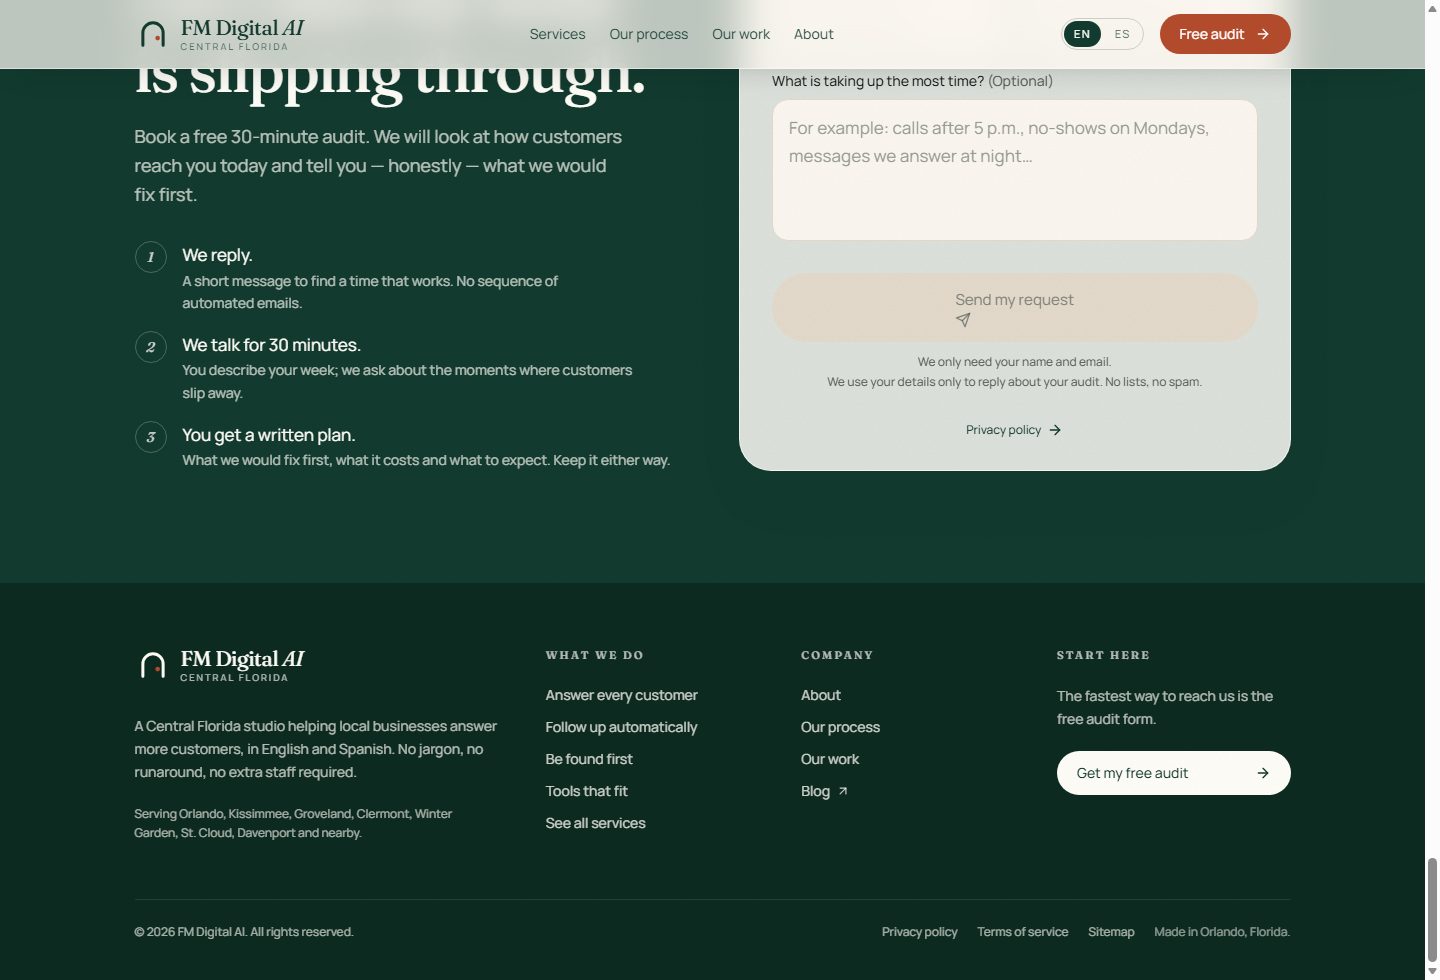 FM Digital AI
CENTRAL FLORIDA
Services
Our process
Our work
About
EN
ES
Free audit
is slipping through.
Book a free 30-minute audit. We will look at how customers
reach you today and tell you — honestly — what we would
fix first.
1
We reply.
A short message to find a time that works. No sequence of
automated emails.
2
We talk for 30 minutes.
You describe your week; we ask about the moments where customers
slip away.
3
You get a written plan.
What we would fix first, what it costs and what to expect. Keep it either way.
What is taking up the most time? (Optional)
For example: calls after 5 p.m., no-shows on Mondays,
messages we answer at night…
Send my request
We only need your name and email.
We use your details only to reply about your audit. No lists, no spam.
Privacy policy
FM Digital AI
CENTRAL FLORIDA
A Central Florida studio helping local businesses answer
more customers, in English and Spanish. No jargon, no
runaround, no extra staff required.
Serving Orlando, Kissimmee, Groveland, Clermont, Winter
Garden, St. Cloud, Davenport and nearby.
WHAT WE DO
Answer every customer
Follow up automatically
Be found first
Tools that fit
See all services
COMPANY
About
Our process
Our work
Blog
START HERE
The fastest way to reach us is the
free audit form.
Get my free audit
© 2026 FM Digital AI. All rights reserved.
Privacy policy
Terms of service
Sitemap
Made in Orlando, Florida.